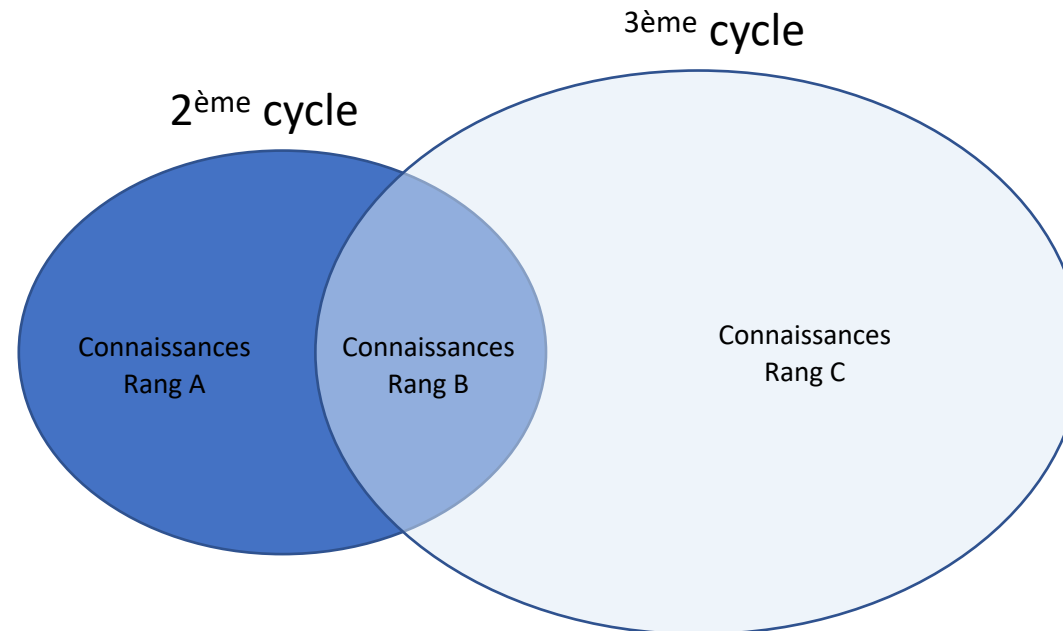 3ème cycle
2ème cycle
Connaissances
Rang A
Connaissances
Rang B
Connaissances
Rang C